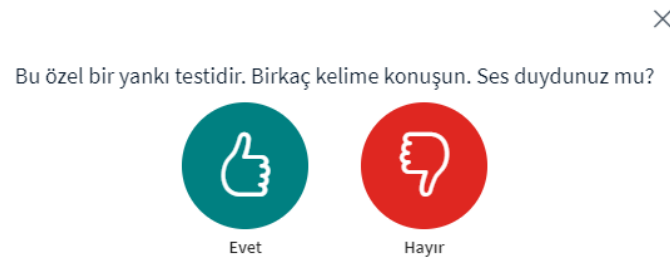 Bu özel bir yankı testidir. Birkaç kelime konuşun. Ses duydunuz mu?
Evet
Hayır